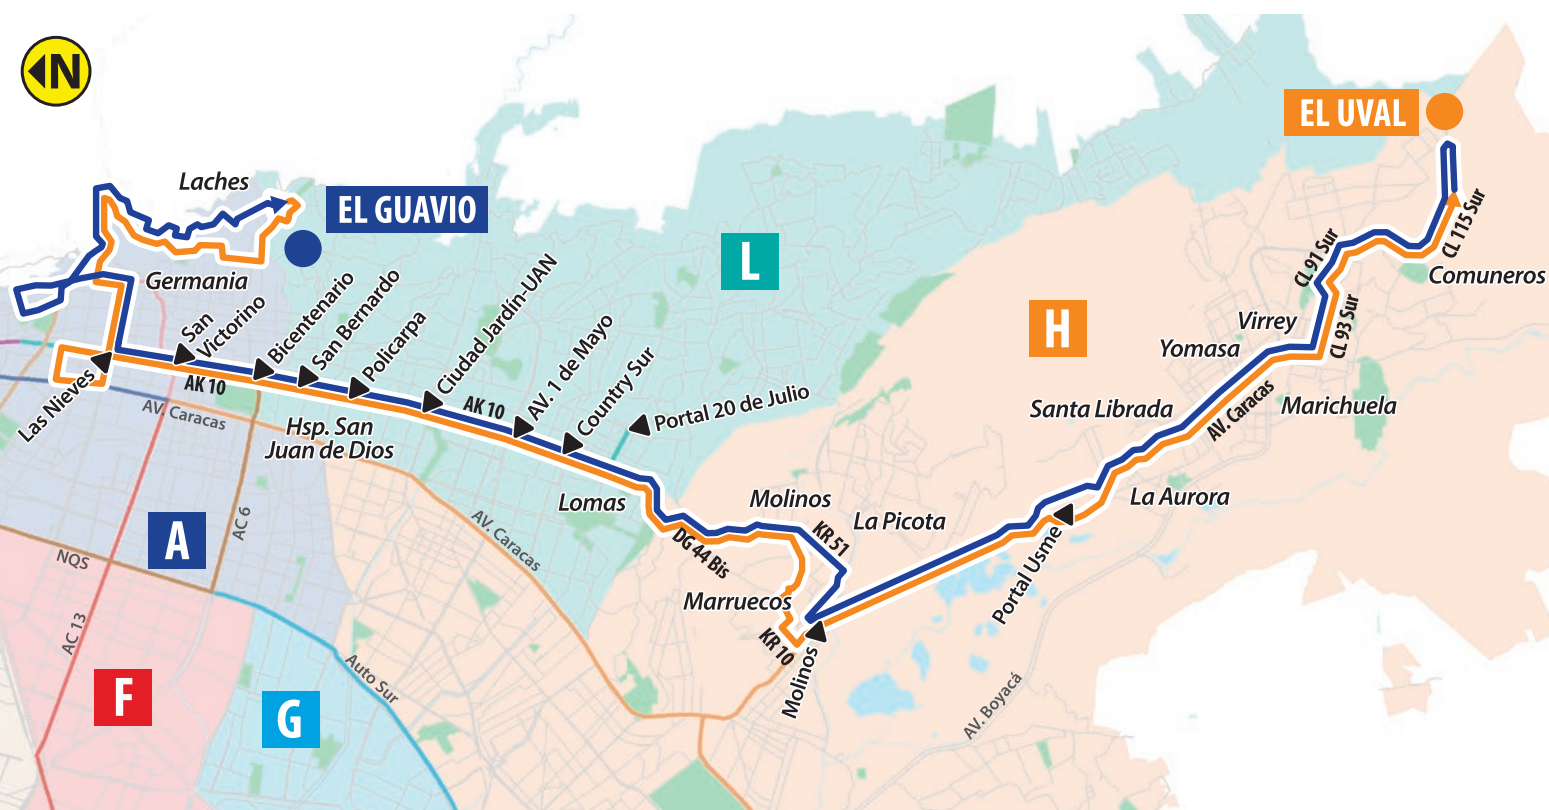 N
EL UVAL
Laches
EL GUAVIO
CL 115 Sur
L
CL 91 Sur
Comuneros
Germania
San
Victorino
Bicentenario
San Bernardo
Policarpa
Ciudad Jardín-UAN
AV. 1 de Mayo
Country Sur
H
Virrey
CL 93 Sur
Yomasa
Las Nieves
AK 10
AK 10
Portal 20 de Julio
AV. Caracas
Santa Librada
AV. Caracas
Marichuela
Hsp. San
Juan de Dios
Lomas
Molinos
La Aurora
AC 6
A
AV. Caracas
KR 51
La Picota
DG 44 Bis
NQS
Portal Usme
Marruecos
AC 13
KR 10
Molinos
Auto Sur
F
G
AV. Boyacá